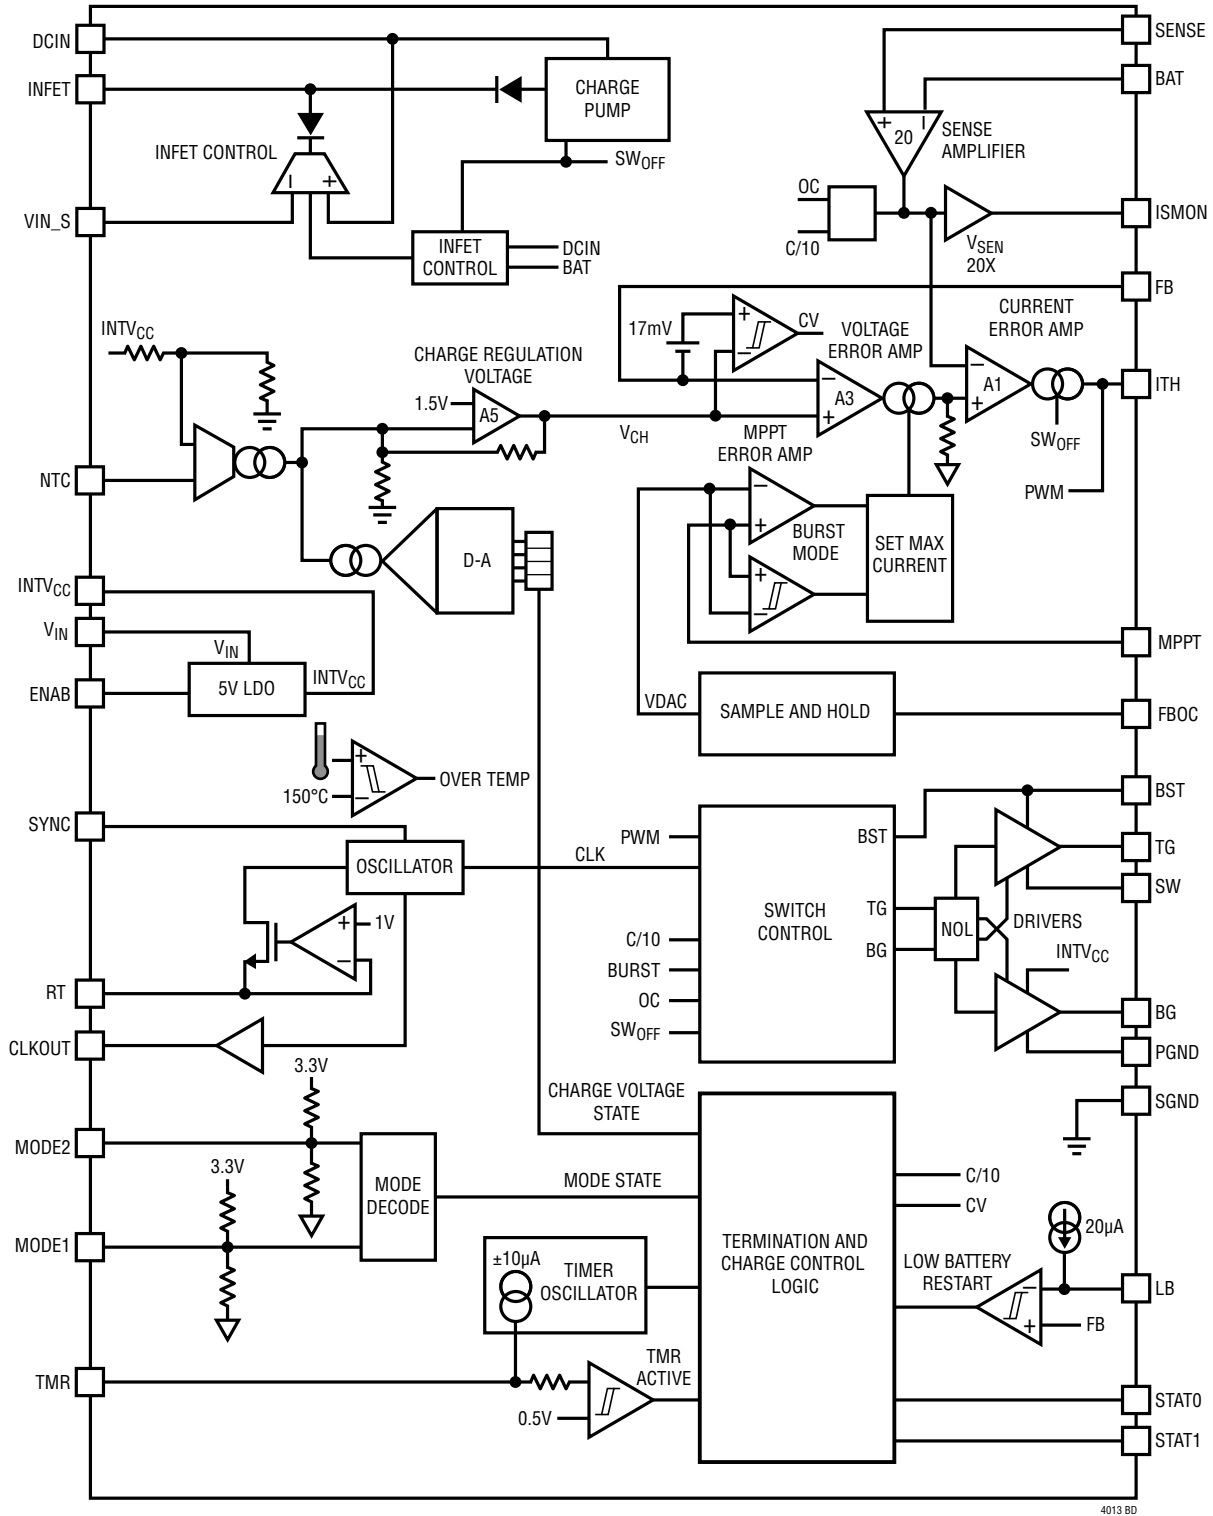 DCIN
INFET
CHARGE
PUMP
INFET CONTROL
SWOFF
VIN_S
INFET
CONTROL
DCIN
BAT
SENSE
BAT
+
–
20
SENSE
AMPLIFIER
OC
C/10
VSEN
20X
ISMON
FB
INTVCC
17mV
CV
VOLTAGE
ERROR AMP
CURRENT
ERROR AMP
CHARGE REGULATION
VOLTAGE
1.5V
A5
VCH
A3
A1
ITH
SWOFF
PWM
NTC
MPPT
ERROR AMP
BURST
MODE
SET MAX
CURRENT
D-A
INTVCC
VIN
VIN
INTVCC
ENAB
5V LDO
MPPT
VDAC
SAMPLE AND HOLD
FBOC
150°C
+
–
OVER TEMP
SYNC
OSCILLATOR
CLK
+
–
1V
RT
CLKOUT
PWM
C/10
BURST
OC
SWOFF
SWITCH
CONTROL
BST
TG
BG
NOL
DRIVERS
INTVCC
BST
TG
SW
BG
PGND
SGND
3.3V
MODE2
3.3V
MODE1
MODE
DECODE
CHARGE VOLTAGE
STATE
MODE STATE
±10µA
TIMER
OSCILLATOR
TERMINATION AND
CHARGE CONTROL
LOGIC
C/10
CV
20µA
LOW BATTERY
RESTART
–
+
LB
FB
TMR
0.5V
TMR
ACTIVE
STAT0
STAT1
4013 BD